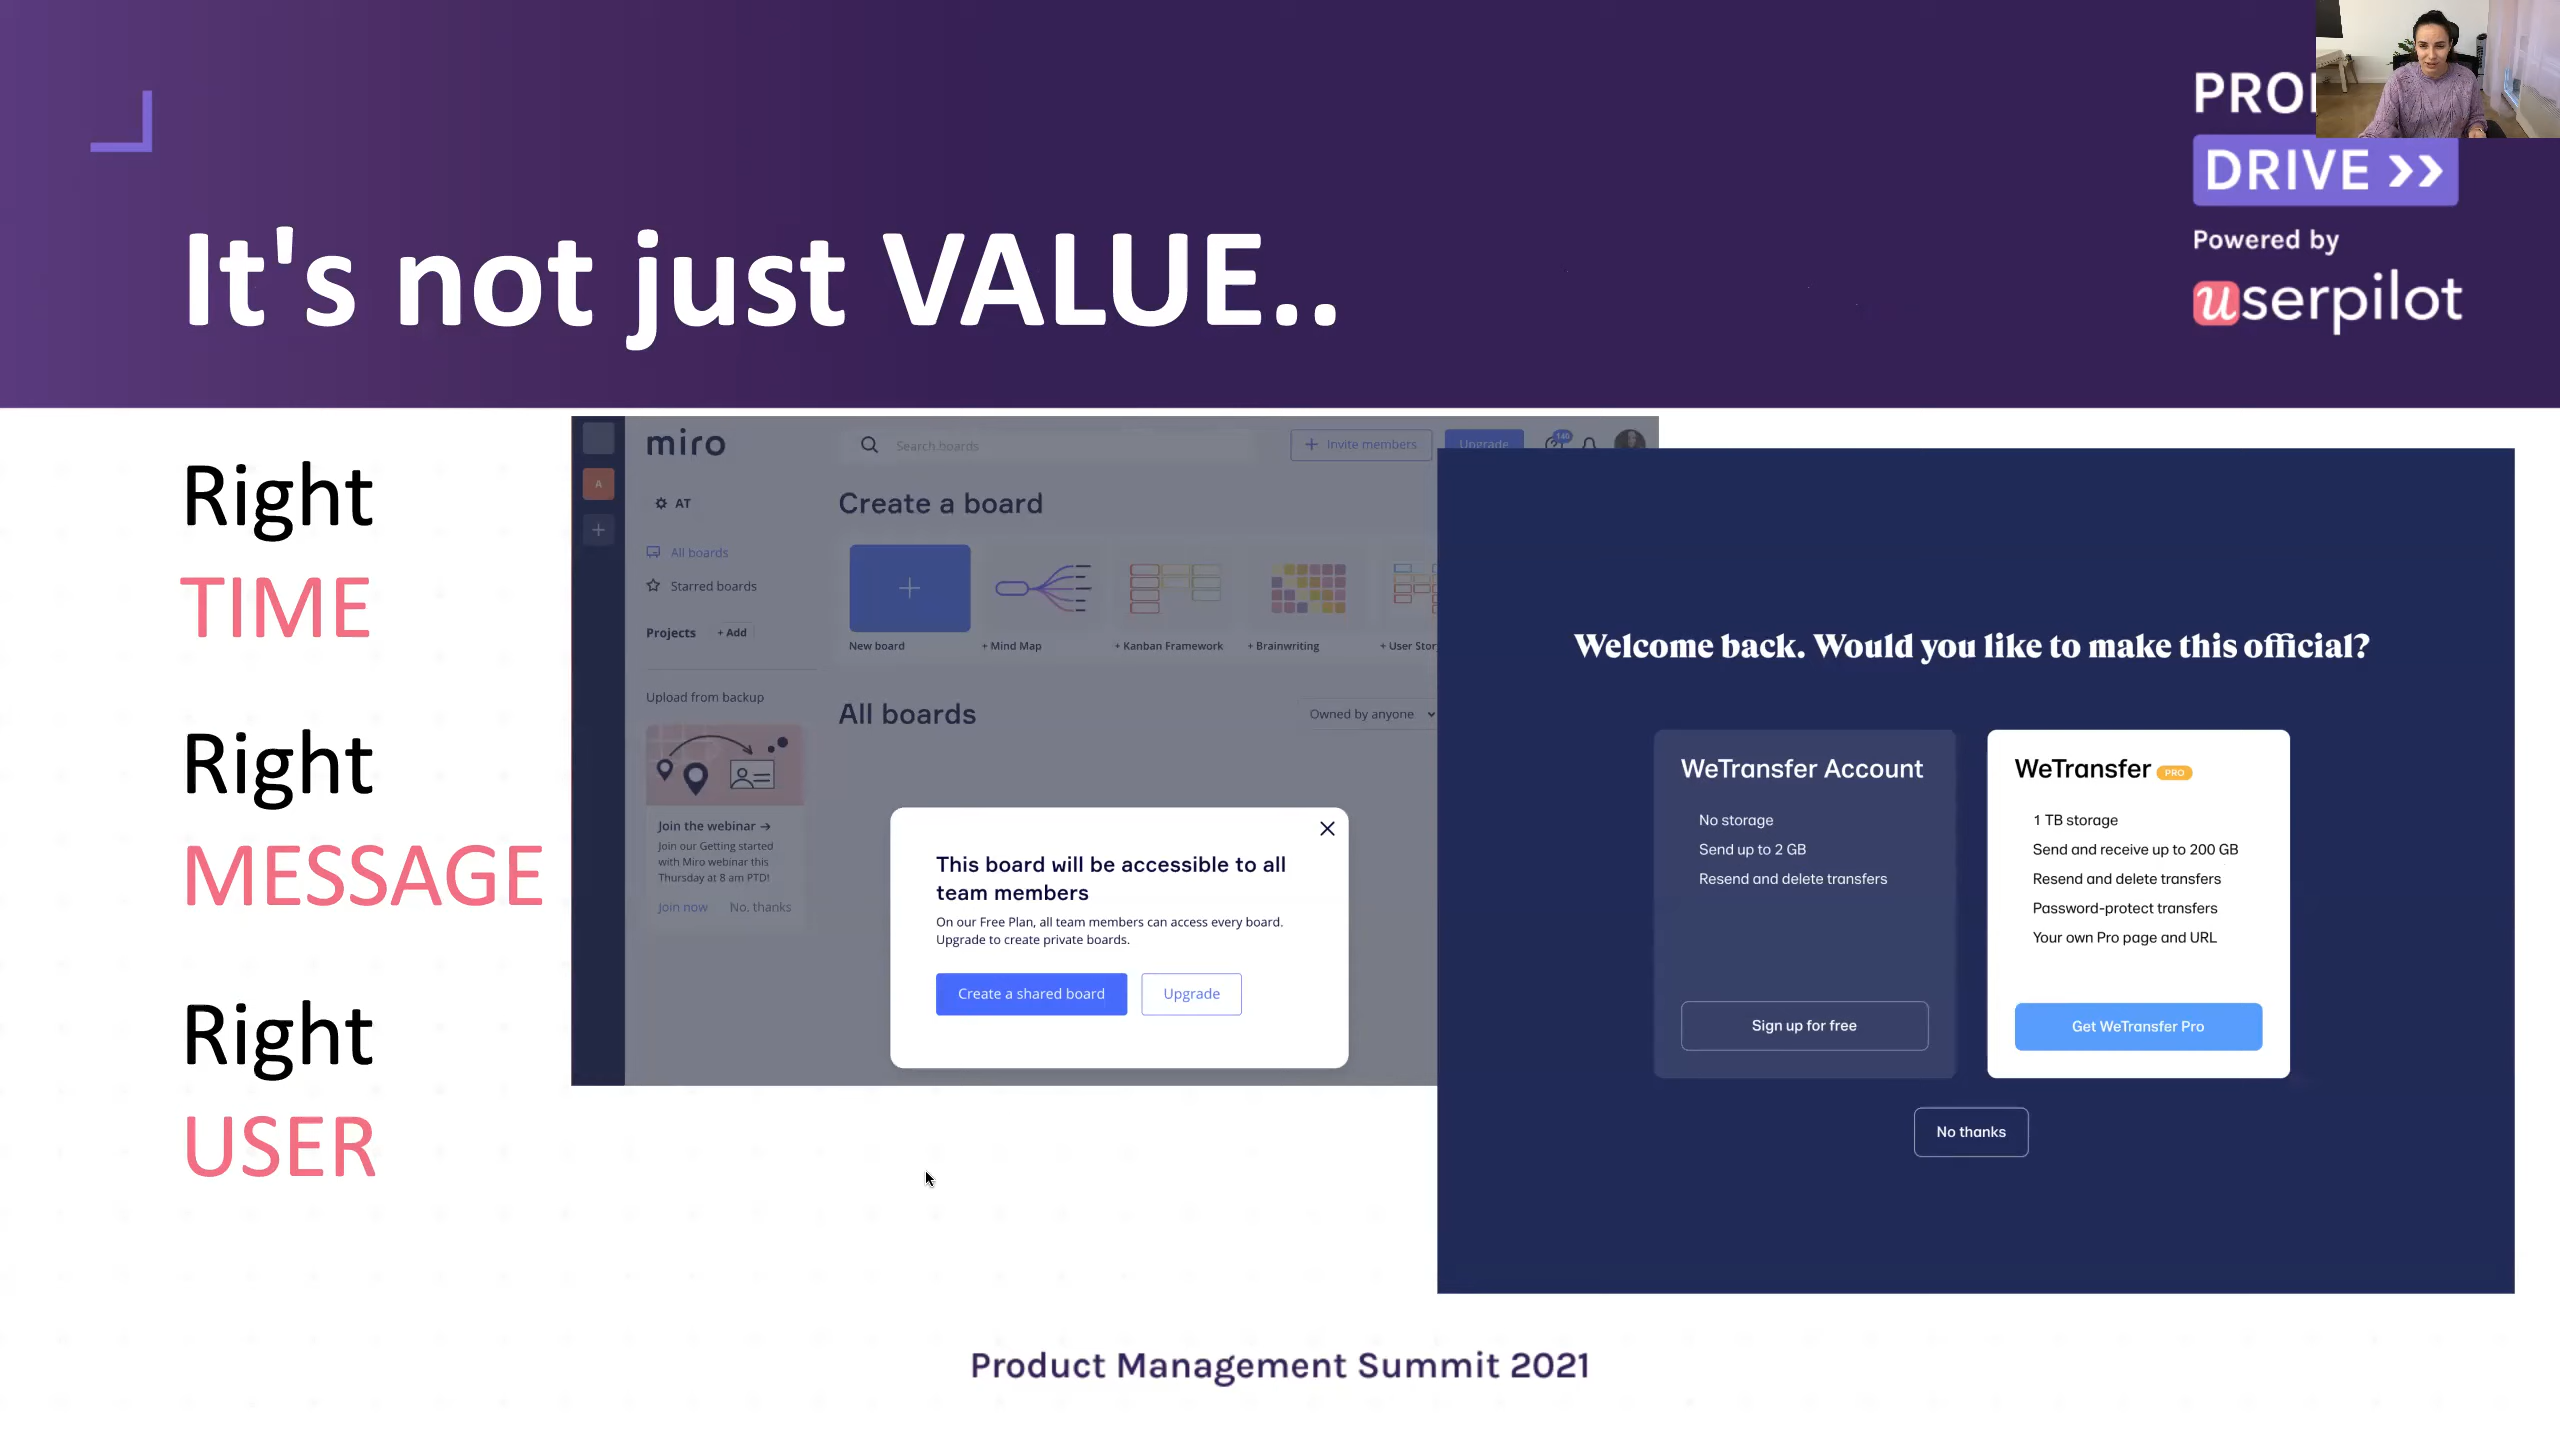 PRO
DRIVE >>
Powered by
userpilot
It's not just VALUE..
Right
TIME
Right
MESSAGE
Right
USER
miro
Search boards
+ Invite members
Upgrade
140
A
+
AT
All boards
Starred boards
Projects
+ Add
Upload from backup
Join the webinar →
Join our Getting started
with Miro webinar this
Thursday at 8 am PTD!
Join now
No, thanks
Create a board
New board
+ Mind Map
+ Kanban Framework
+ Brainwriting
+ User Stor
All boards
Owned by anyone
This board will be accessible to all
team members
On our Free Plan, all team members can access every board.
Upgrade to create private boards.
Create a shared board
Upgrade
Welcome back. Would you like to make this official?
WeTransfer Account
No storage
Send up to 2 GB
Resend and delete transfers
Sign up for free
WeTransfer PRO
1 TB storage
Send and receive up to 200 GB
Resend and delete transfers
Password-protect transfers
Your own Pro page and URL
Get WeTransfer Pro
No thanks
Product Management Summit 2021